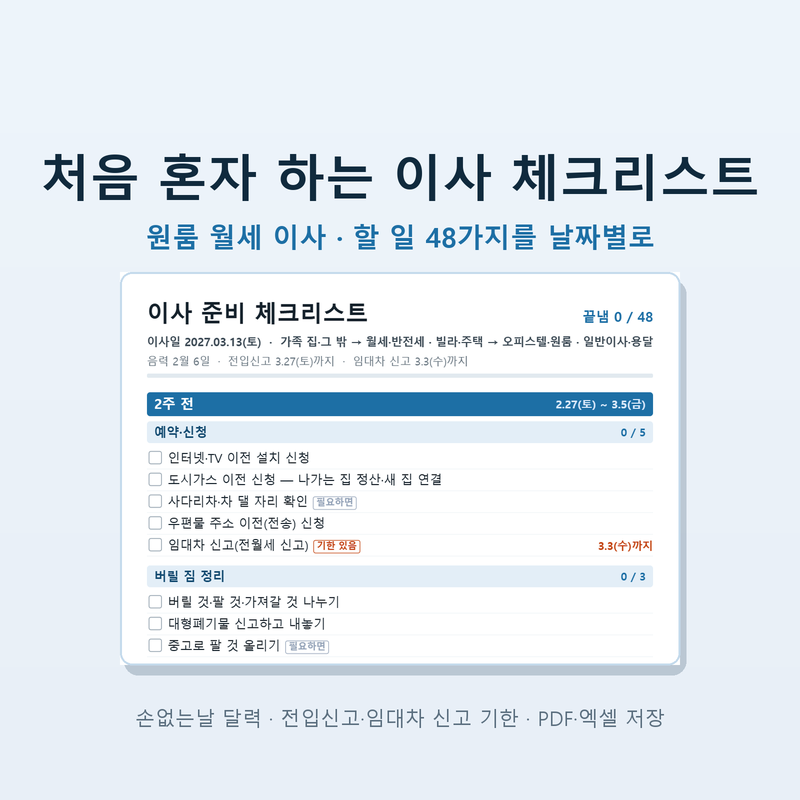 처음 혼자 하는 이사 체크리스트
원룸 월세 이사 · 할 일 48가지를 날짜별로
이사 준비 체크리스트 끝냄 0 / 48
이사일 2027.03.13(토) · 가족 집·그 밖 → 월세·반전세 · 빌라·주택 → 오피스텔·원룸 · 일반이사·용달
음력 2월 6일 · 전입신고 3.27(토)까지 · 임대차 신고 3.3(수)까지
2주 전 2.27(토) ~ 3.5(금)
예약·신청 0 / 5
인터넷·TV 이전 설치 신청
도시가스 이전 신청 — 나가는 집 정산·새 집 연결
사다리차·차 댈 자리 확인 필요하면
우편물 주소 이전(전송) 신청
임대차 신고(전월세 신고) 기한 있음 3.3(수)까지
버릴 짐 정리 0 / 3
버릴 것·팔 것·가져갈 것 나누기
대형폐기물 신고하고 내놓기
중고로 팔 것 올리기 필요하면
손없는날 달력 · 전입신고·임대차 신고 기한 · PDF·엑셀 저장